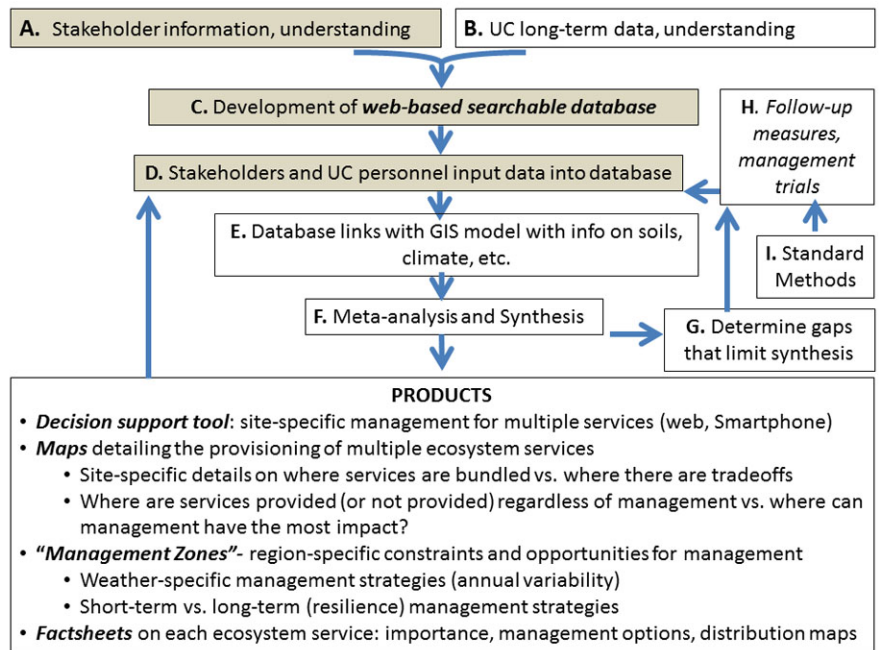 A. Stakeholder information, understanding
B. UC long-term data, understanding
C. Development of web-based searchable database
D. Stakeholders and UC personnel input data into database
H. Follow-up
measures,
management
trials
E. Database links with GIS model with info on soils,
climate, etc.
I. Standard
Methods
F. Meta-analysis and Synthesis
G. Determine gaps
that limit synthesis
PRODUCTS
• Decision support tool: site-specific management for multiple services (web, Smartphone)
• Maps detailing the provisioning of multiple ecosystem services
• Site-specific details on where services are bundled vs. where there are tradeoffs
• Where are services provided (or not provided) regardless of management vs. where can
management have the most impact?
• “Management Zones”- region-specific constraints and opportunities for management
• Weather-specific management strategies (annual variability)
• Short-term vs. long-term (resilience) management strategies
• Factsheets on each ecosystem service: importance, management options, distribution maps